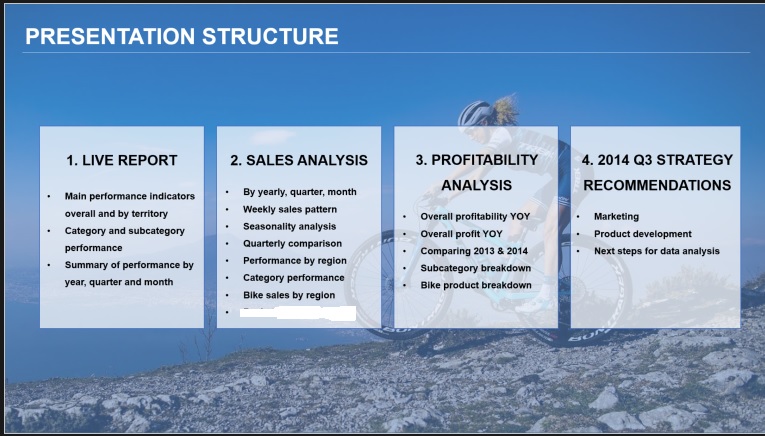 PRESENTATION STRUCTURE
1. LIVE REPORT
• Main performance indicators
overall and by territory
• Category and subcategory
performance
• Summary of performance by
year, quarter and month
2. SALES ANALYSIS
• By yearly, quarter, month
• Weekly sales pattern
• Seasonality analysis
• Quarterly comparison
• Performance by region
• Category performance
• Bike sales by region
•
3. PROFITABILITY
ANALYSIS
• Overall profitability YOY
• Overall profit YOY
• Comparing 2013 & 2014
• Subcategory breakdown
• Bike product breakdown
4. 2014 Q3 STRATEGY
RECOMMENDATIONS
• Marketing
• Product development
• Next steps for data analysis